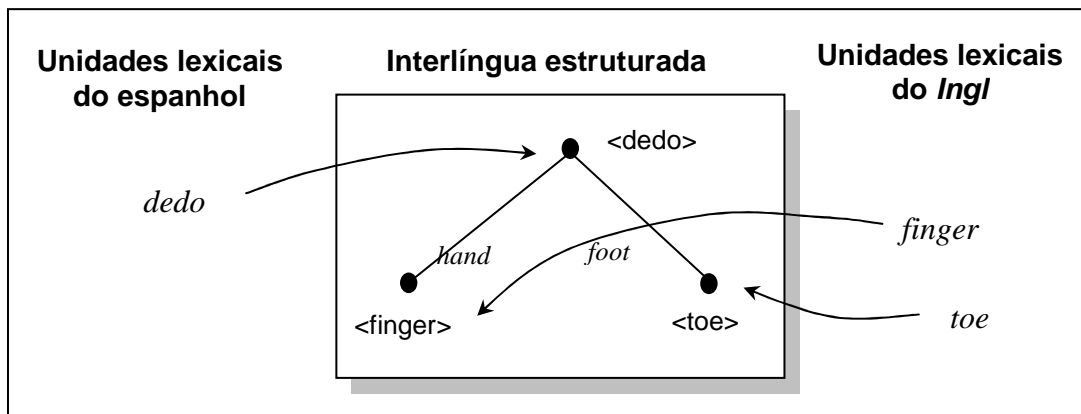 Unidades lexicais
do espanhol
Interlíngua estruturada
Unidades lexicais
do Ingl
<dedo>
dedo
finger
hand
foot
<finger>
<toe>
toe